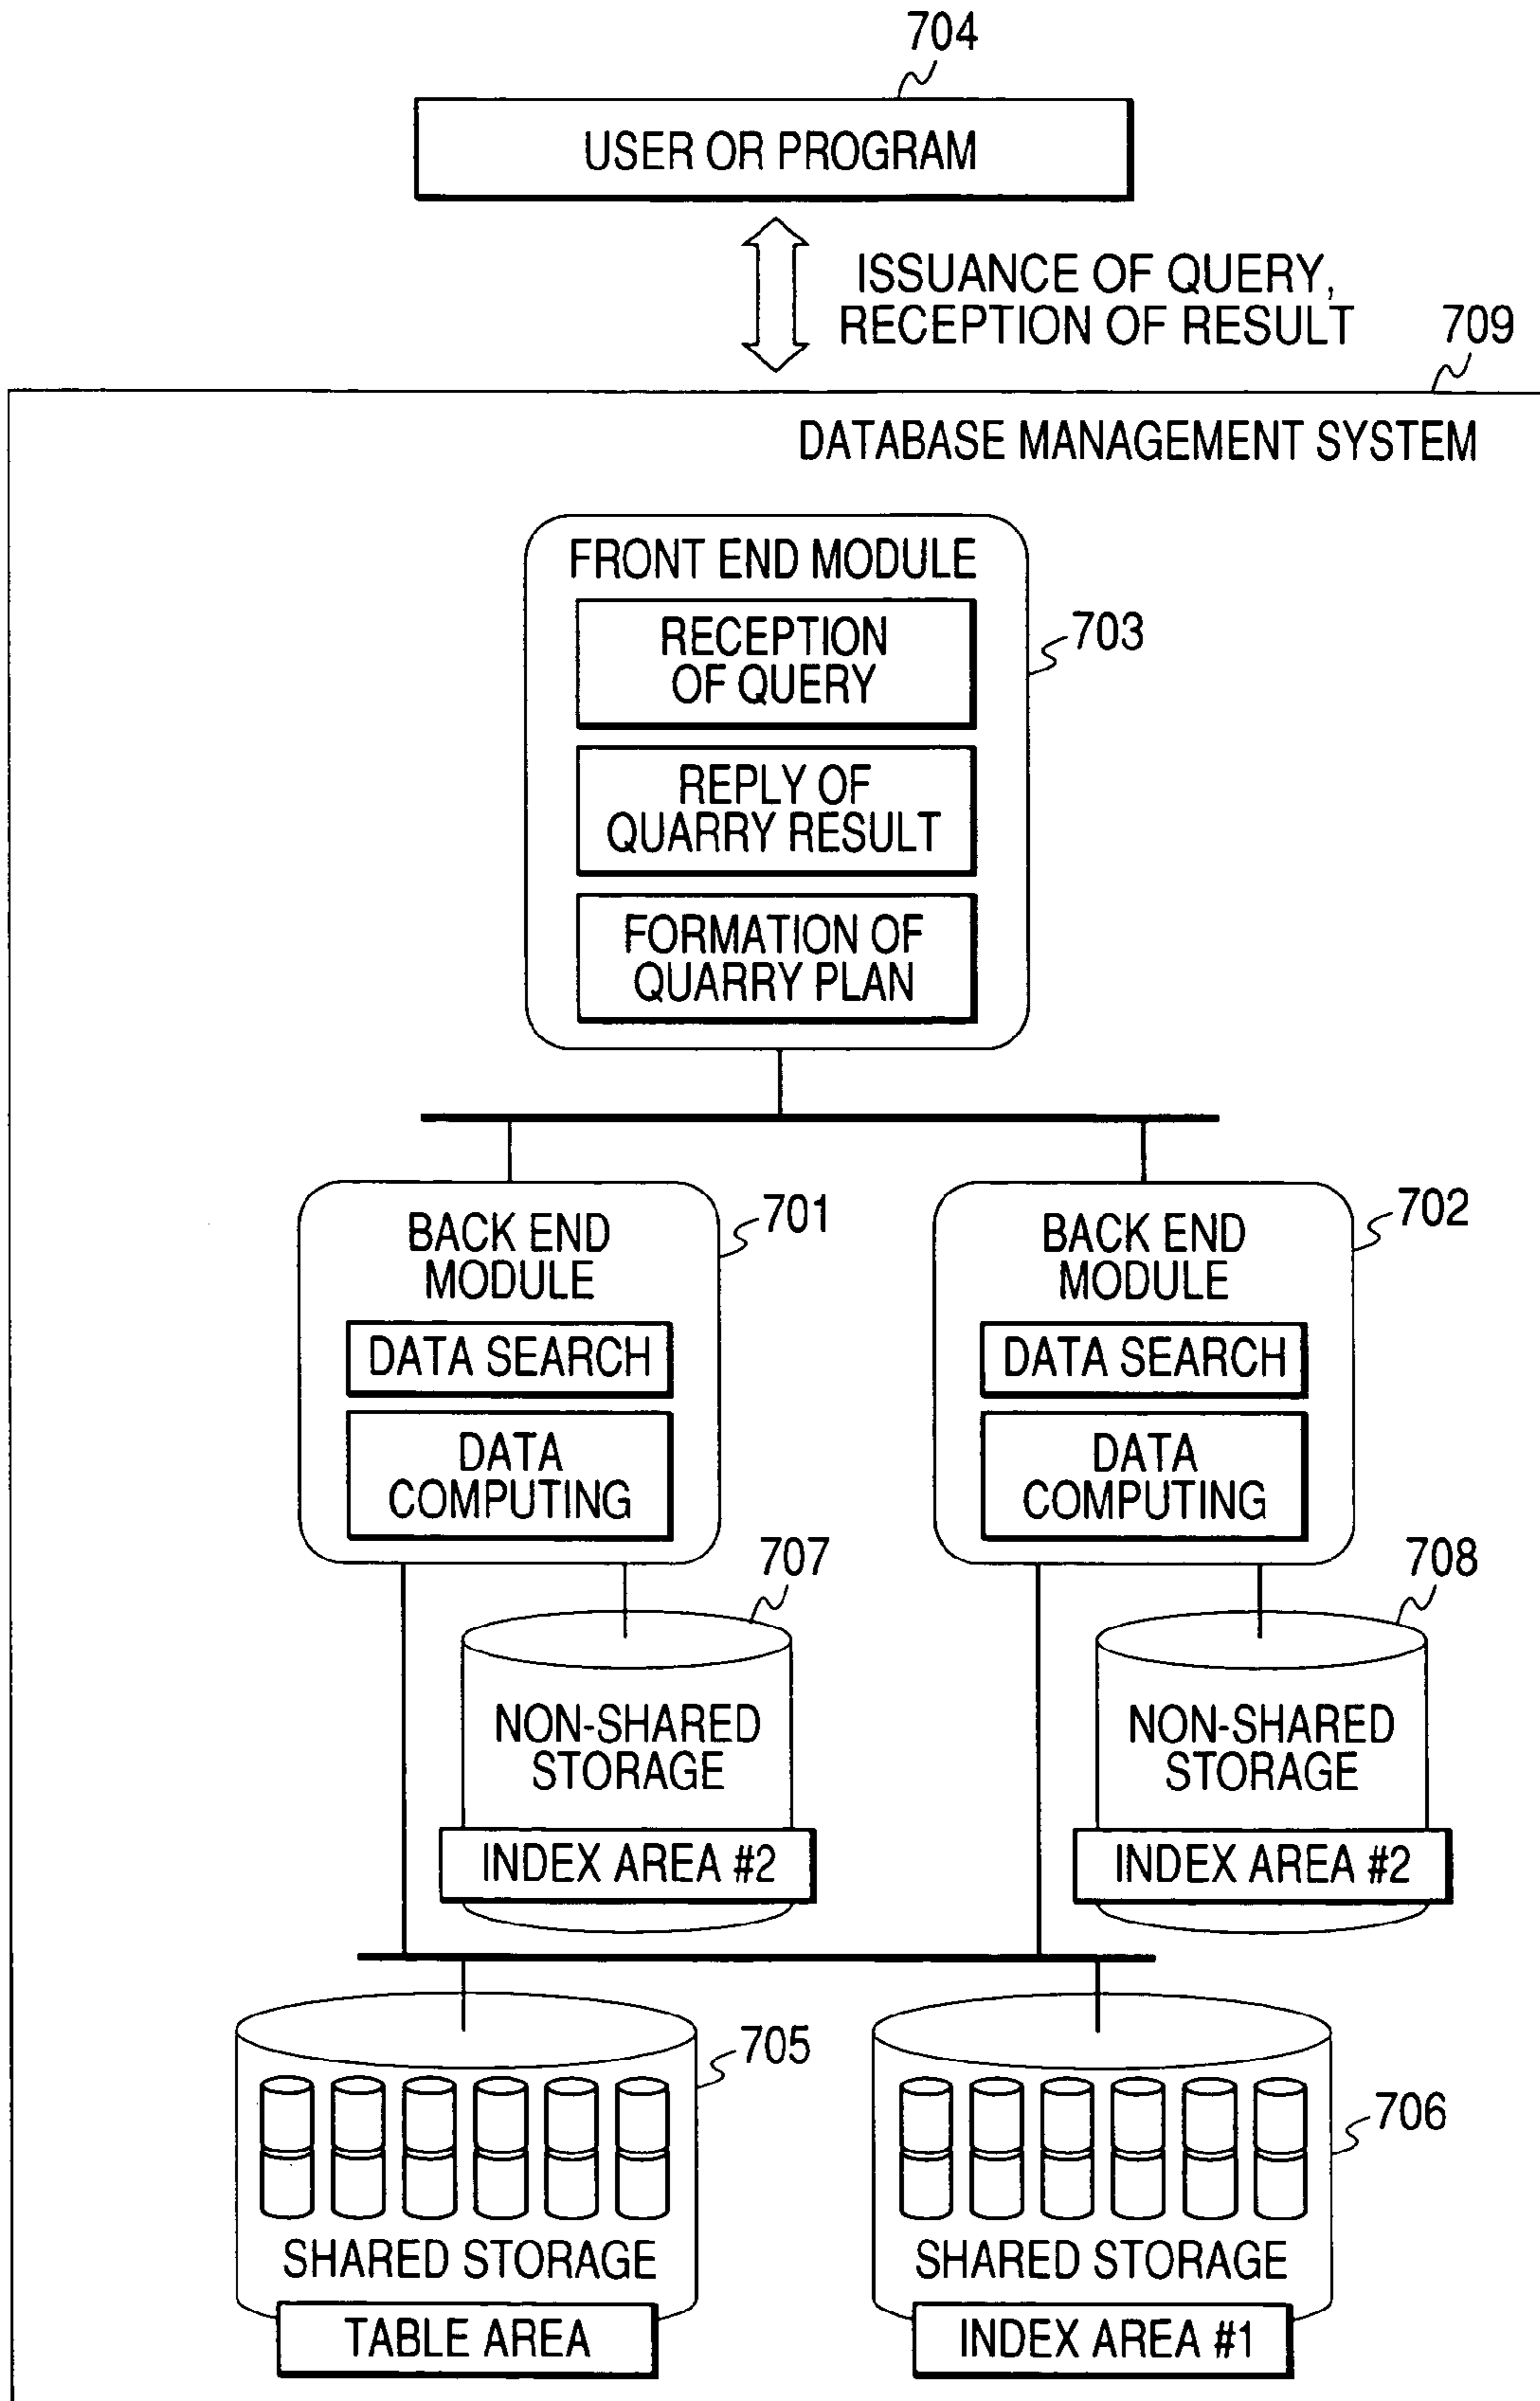 704
USER OR PROGRAM
ISSUANCE OF QUERY,
RECEPTION OF RESULT
709
DATABASE MANAGEMENT SYSTEM
FRONT END MODULE
703
RECEPTION
OF QUERY
REPLY OF
QUARRY RESULT
FORMATION OF
QUARRY PLAN
701
BACK END
MODULE
DATA SEARCH
DATA
COMPUTING
702
BACK END
MODULE
DATA SEARCH
DATA
COMPUTING
707
NON-SHARED
STORAGE
INDEX AREA #2
708
NON-SHARED
STORAGE
INDEX AREA #2
705
SHARED STORAGE
TABLE AREA
706
SHARED STORAGE
INDEX AREA #1